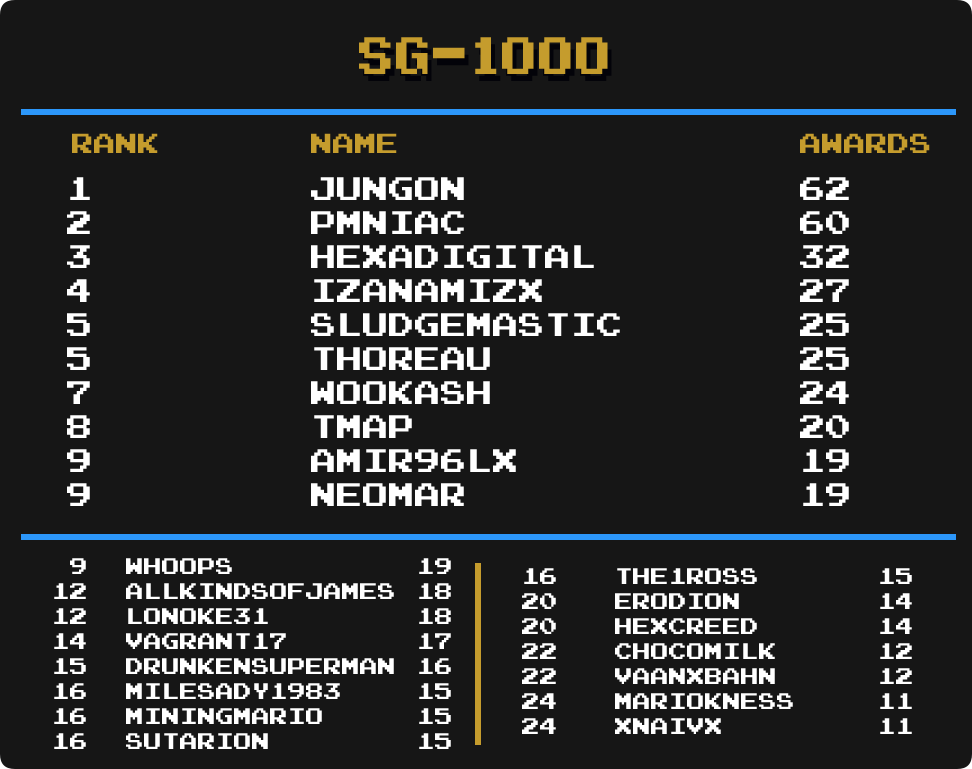 SG-1000
RANK NAME AWARDS
1 JUNGON 62
2 PMNIAC 60
3 HEXADIGITAL 32
4 IZANAMIZX 27
5 SLUDGEMASTIC 25
5 THOREAU 25
7 WOOKASH 24
8 TMAP 20
9 AMIR96LX 19
9 NEOMAR 19
9 WHOOPS 19
12 ALLKINDSOFJAMES 18
12 LONOKE31 18
14 VAGRANT17 17
15 DRUNKENSUPERMAN 16
16 MILESADY1983 15
16 MININGMARIO 15
16 SUTARION 15
16 THE1ROSS 15
20 ERODION 14
20 HEXCREED 14
22 CHOCOMILK 12
22 VAANXBAHN 12
24 MARIOKNESS 11
24 XNAIVX 11